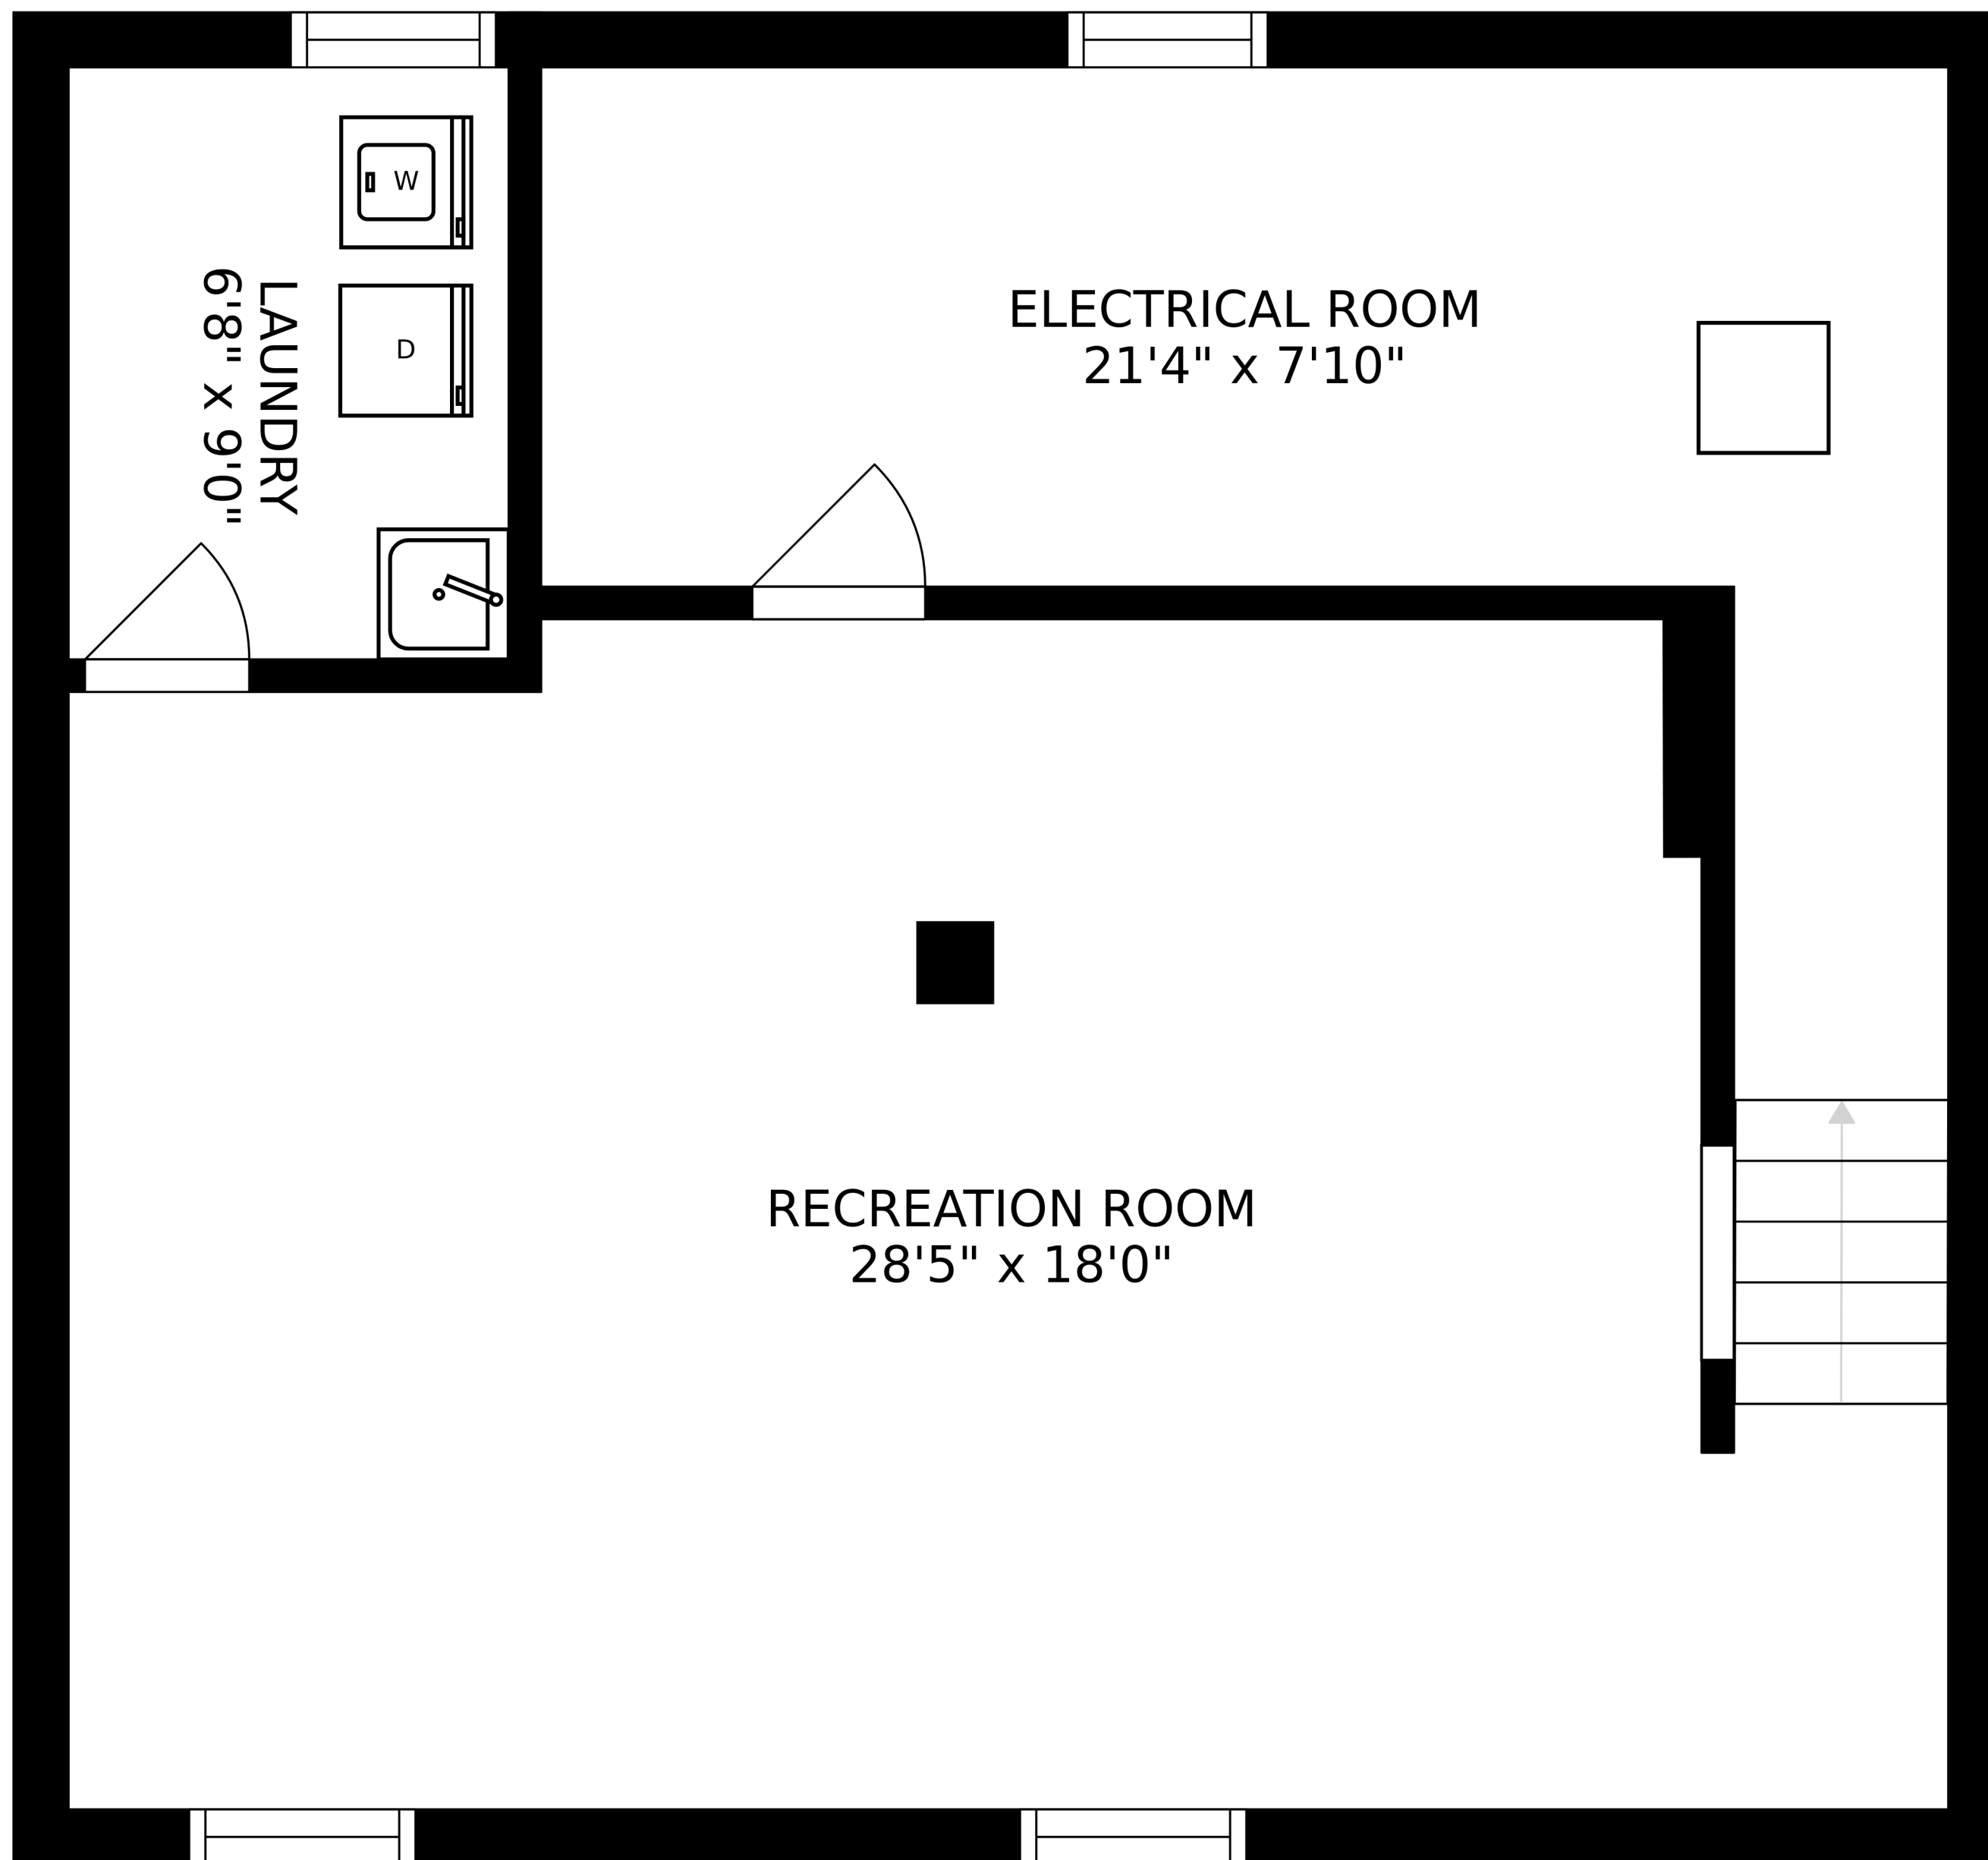 W
D
LAUNDRY
6'8" x 9'0"
ELECTRICAL ROOM
21'4" x 7'10"
RECREATION ROOM
28'5" x 18'0"